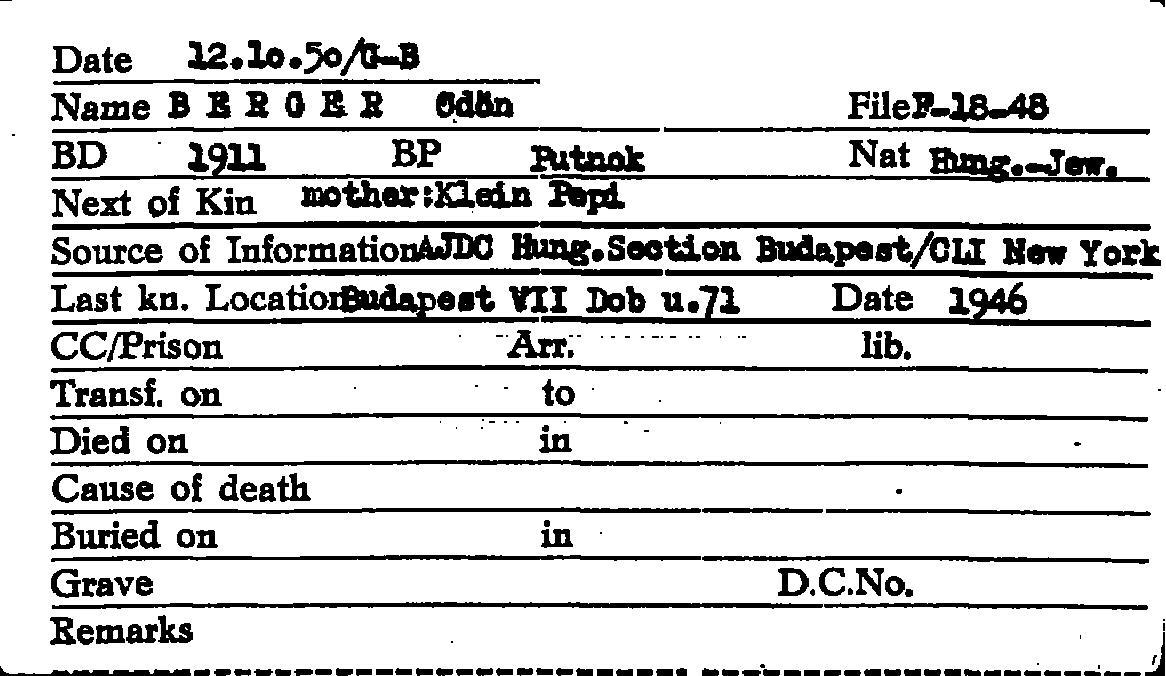 Date 12.10.50/G-B
Name B E R G E R Ödön File F-18-48
BD 1911 BP Putnok Nat Hung.-Jew.
Next of Kin mother:Klein Pepi
Source of Information AJDC Hung.Section Budapest/CLI New York
Last kn. Location Budapest VII Dob u.71 Date 1946
CC/Prison Arr. lib.
Transf. on to
Died on in
Cause of death
Buried on in
Grave D.C.No.
Remarks